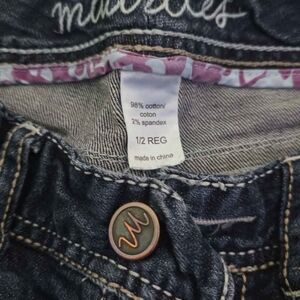 maurices
98% cotton/
coton
2% spandex
1/2 REG
made in china
M